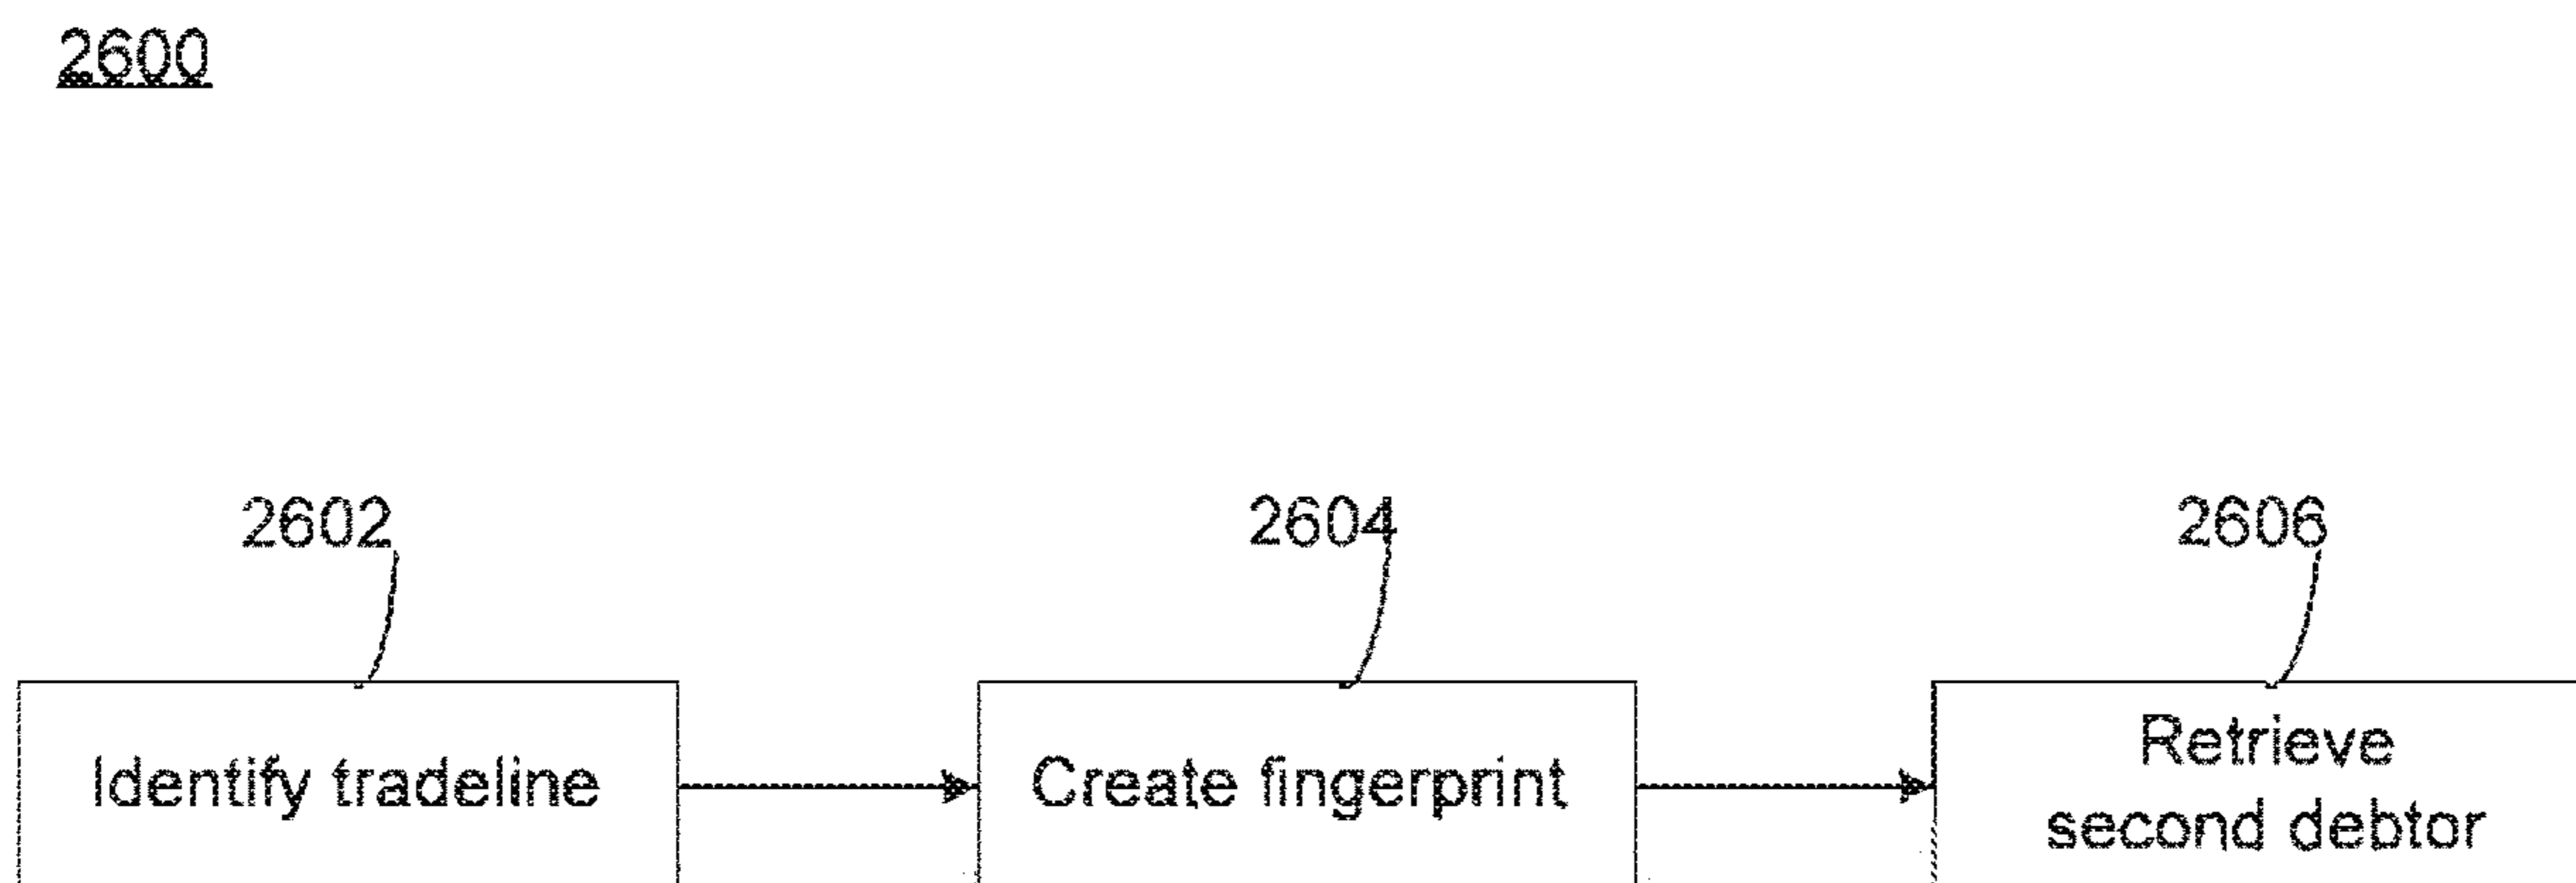 2600
2602
2604
2606
Identify tradeline
Create fingerprint
Retrieve
second debtor